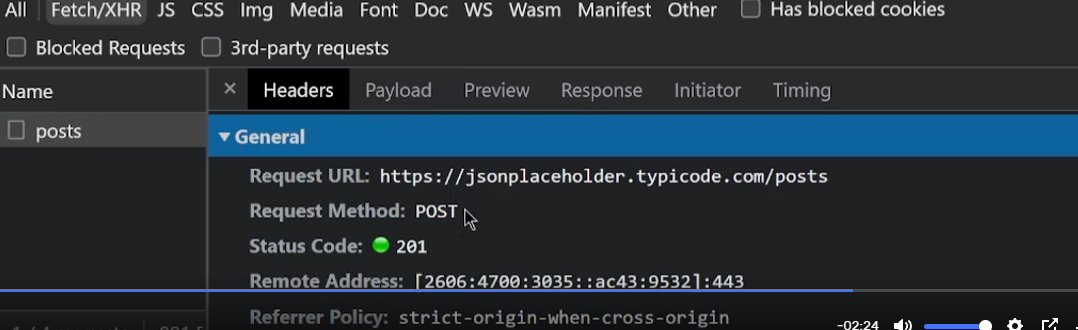 All Fetch/XHR JS CSS Img Media Font Doc WS Wasm Manifest Other Has blocked cookies
Blocked Requests 3rd-party requests
Name
× Headers Payload Preview Response Initiator Timing
posts
General
Request URL: https://jsonplaceholder.typicode.com/posts
Request Method: POST
Status Code: 201
Remote Address: [2606:4700:3035::ac43:9532]:443
Referrer Policy: strict-origin-when-cross-origin
-02:24